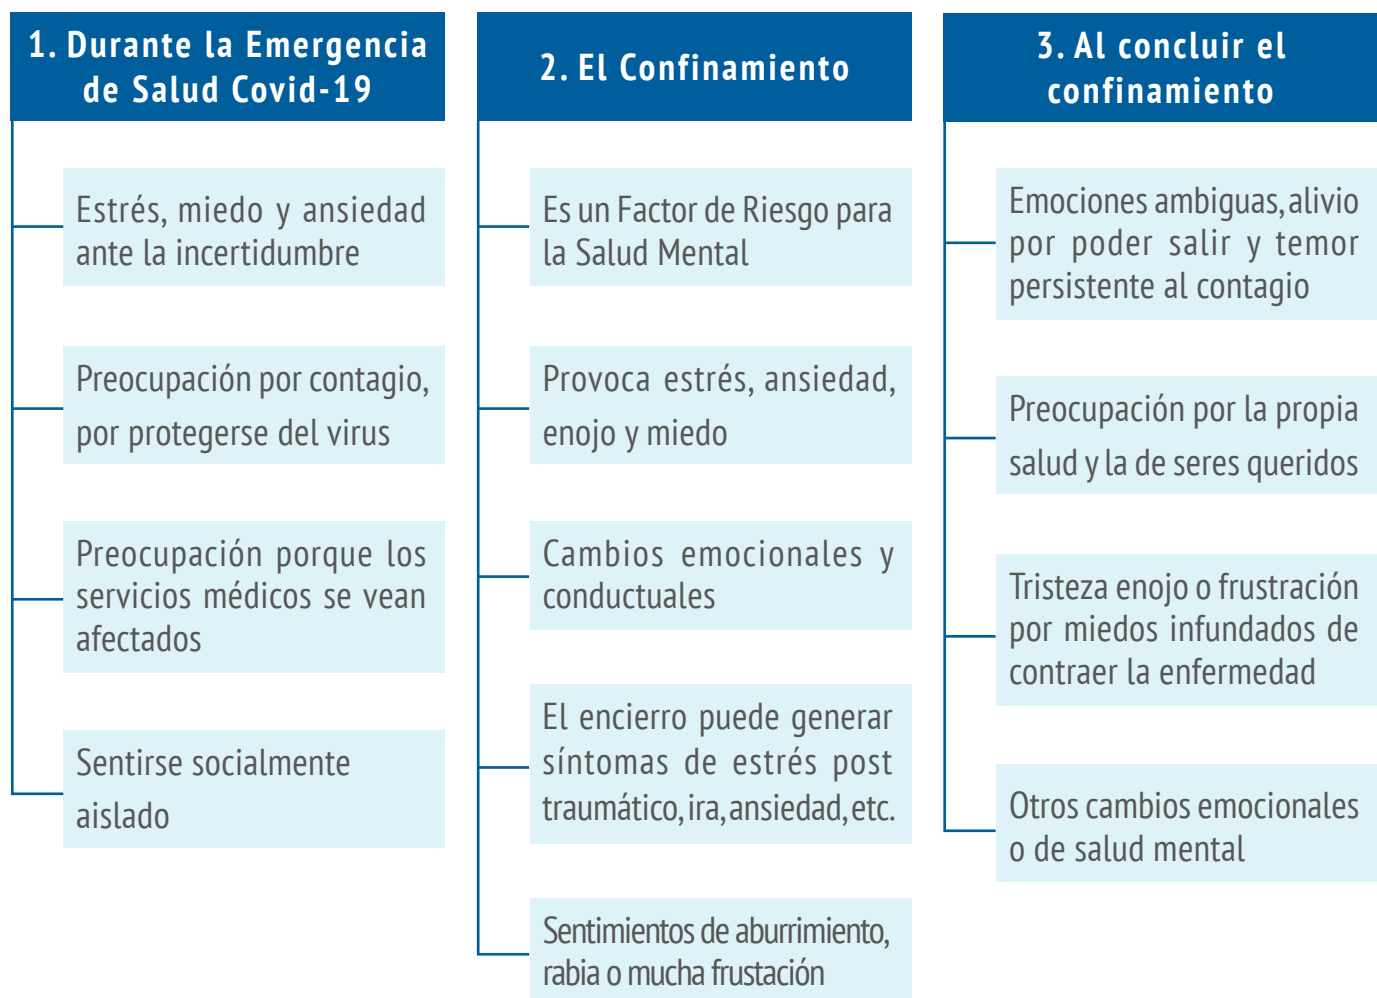 1. Durante la Emergencia
de Salud Covid-19
Estrés, miedo y ansiedad
ante la incertidumbre
Preocupación por contagio,
por protegerse del virus
Preocupación porque los
servicios médicos se vean
afectados
Sentirse socialmente
aislado
2. El Confinamiento
Es un Factor de Riesgo para
la Salud Mental
Provoca estrés, ansiedad,
enojo y miedo
Cambios emocionales y
conductuales
El encierro puede generar
síntomas de estrés post
traumático, ira, ansiedad, etc.
Sentimientos de aburrimiento,
rabia o mucha frustación
3. Al concluir el
confinamiento
Emociones ambiguas, alivio
por poder salir y temor
persistente al contagio
Preocupación por la propia
salud y la de seres queridos
Tristeza enojo o frustración
por miedos infundados de
contraer la enfermedad
Otros cambios emocionales
o de salud mental